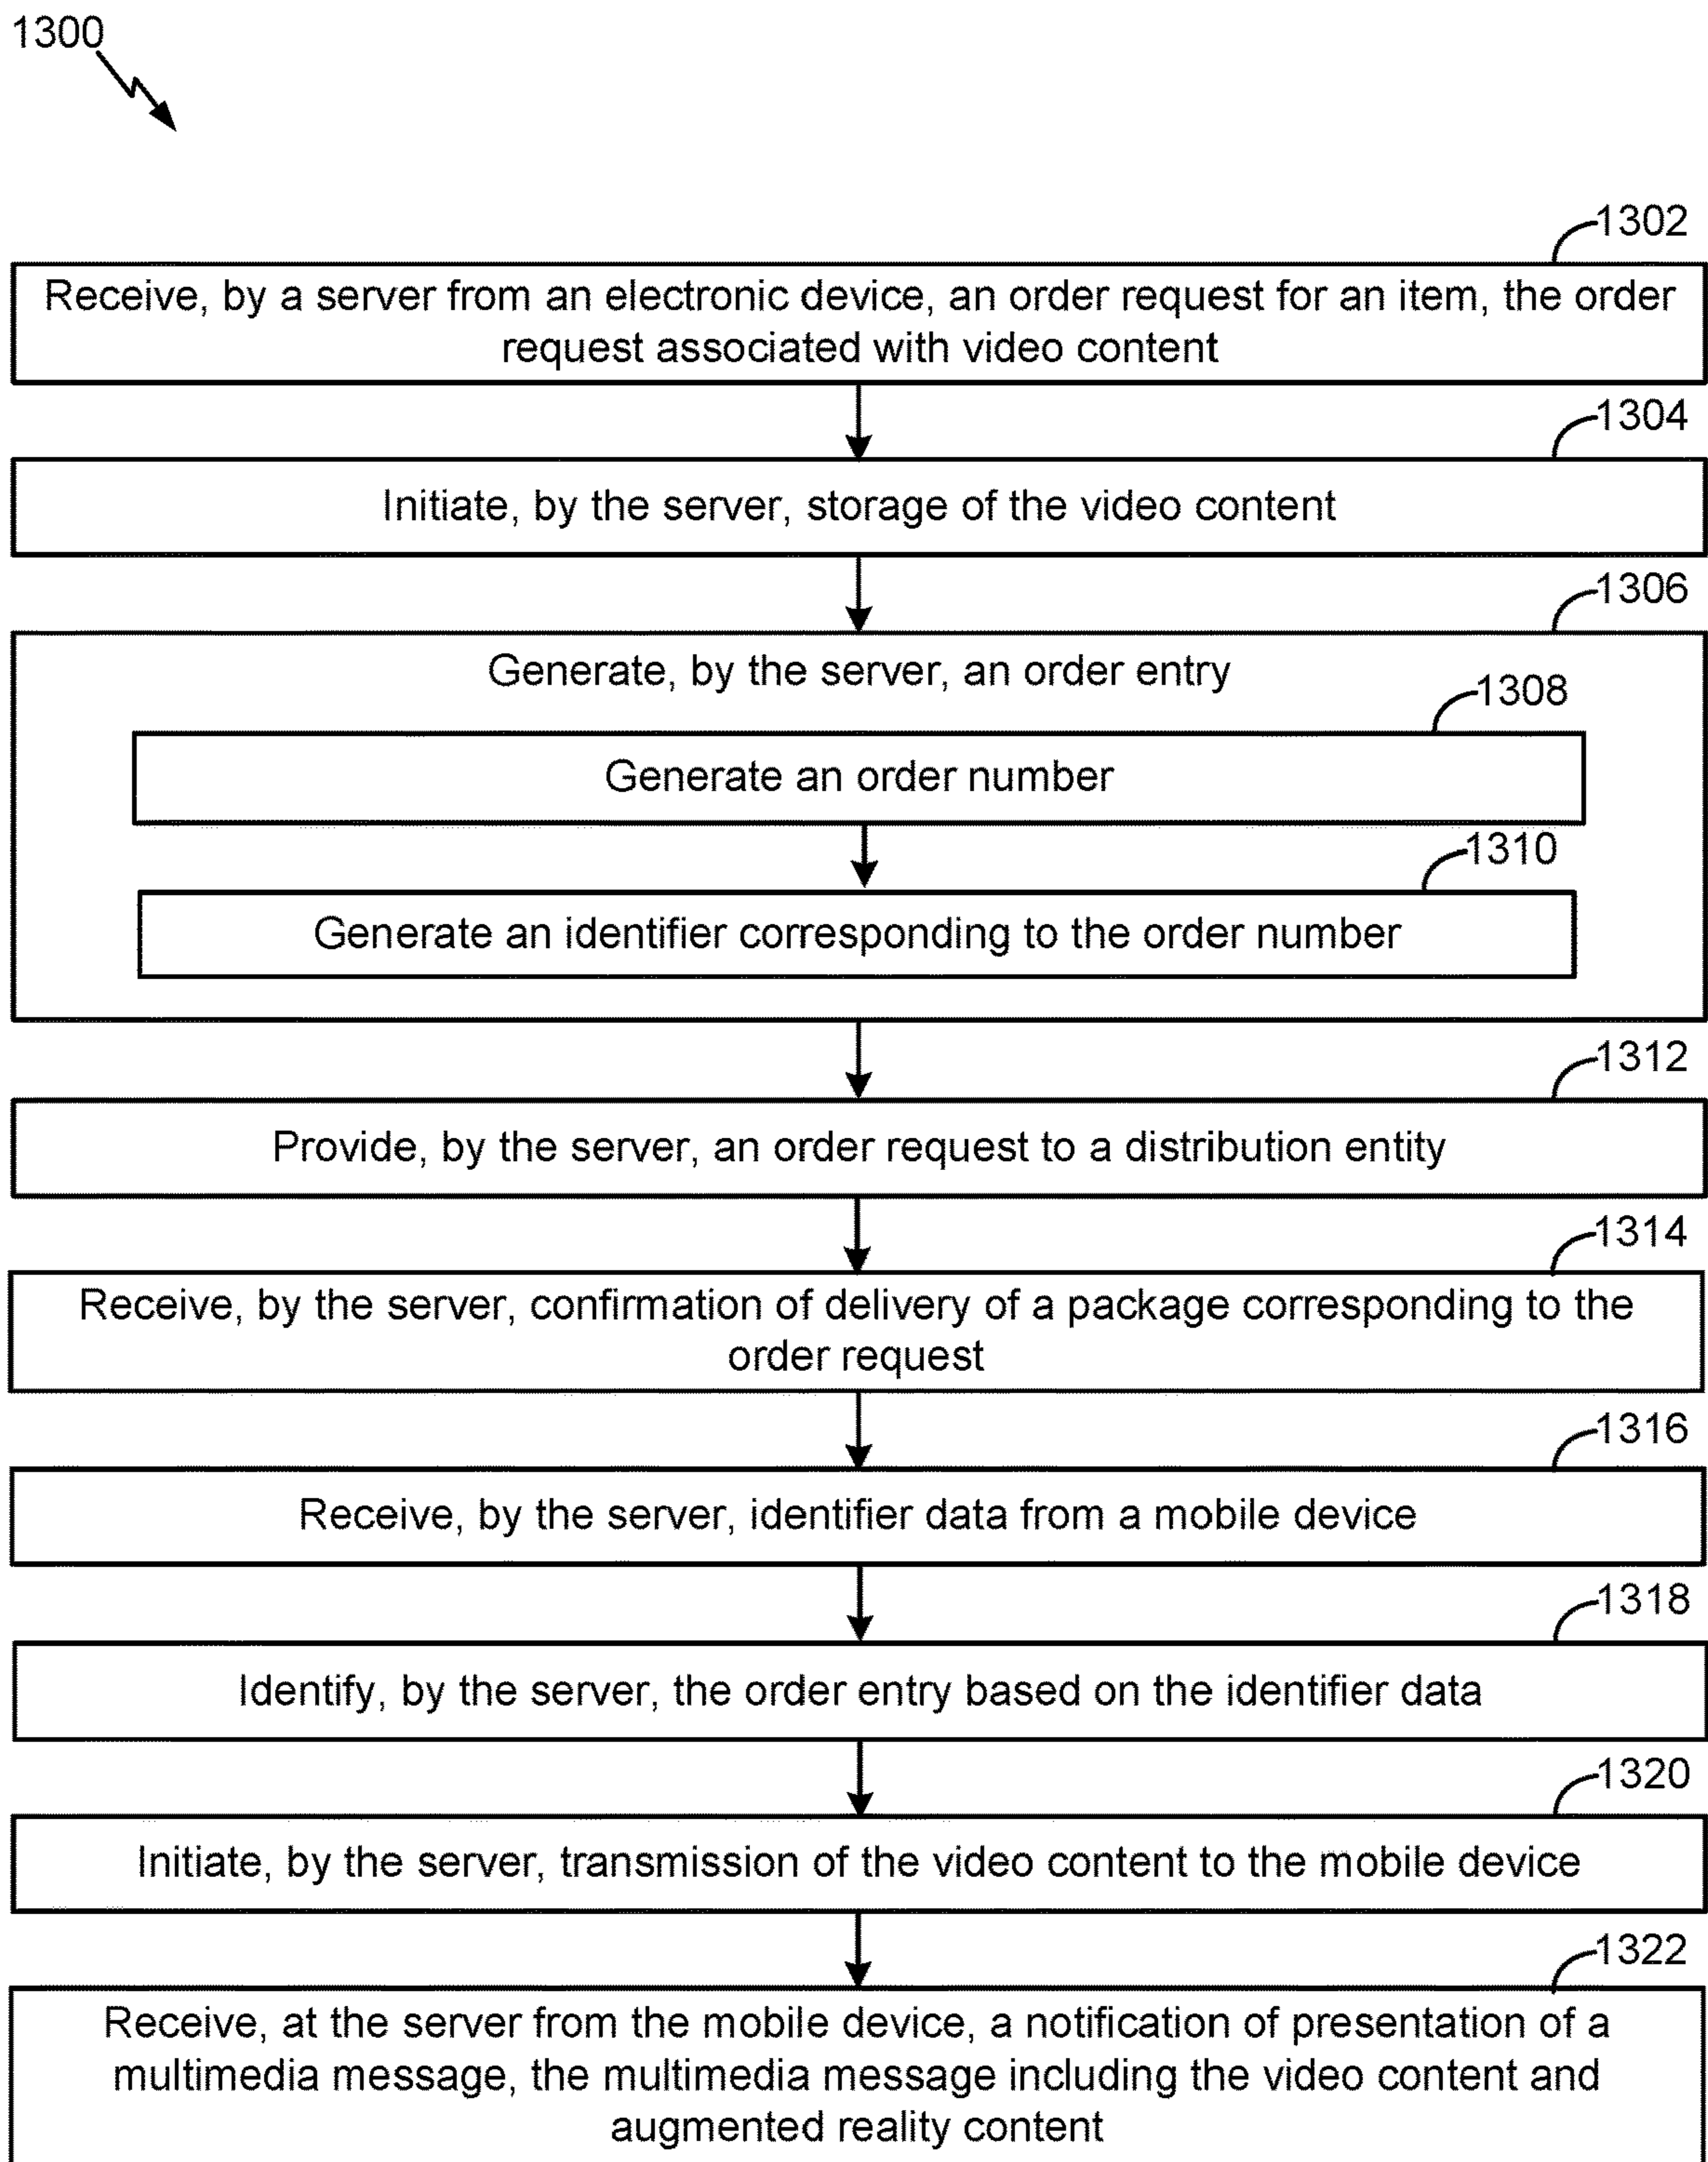 1300
1302
Receive, by a server from an electronic device, an order request for an item, the order
request associated with video content
1304
Initiate, by the server, storage of the video content
1306
Generate, by the server, an order entry
1308
Generate an order number
1310
Generate an identifier corresponding to the order number
1312
Provide, by the server, an order request to a distribution entity
1314
Receive, by the server, confirmation of delivery of a package corresponding to the
order request
1316
Receive, by the server, identifier data from a mobile device
1318
Identify, by the server, the order entry based on the identifier data
1320
Initiate, by the server, transmission of the video content to the mobile device
1322
Receive, at the server from the mobile device, a notification of presentation of a
multimedia message, the multimedia message including the video content and
augmented reality content